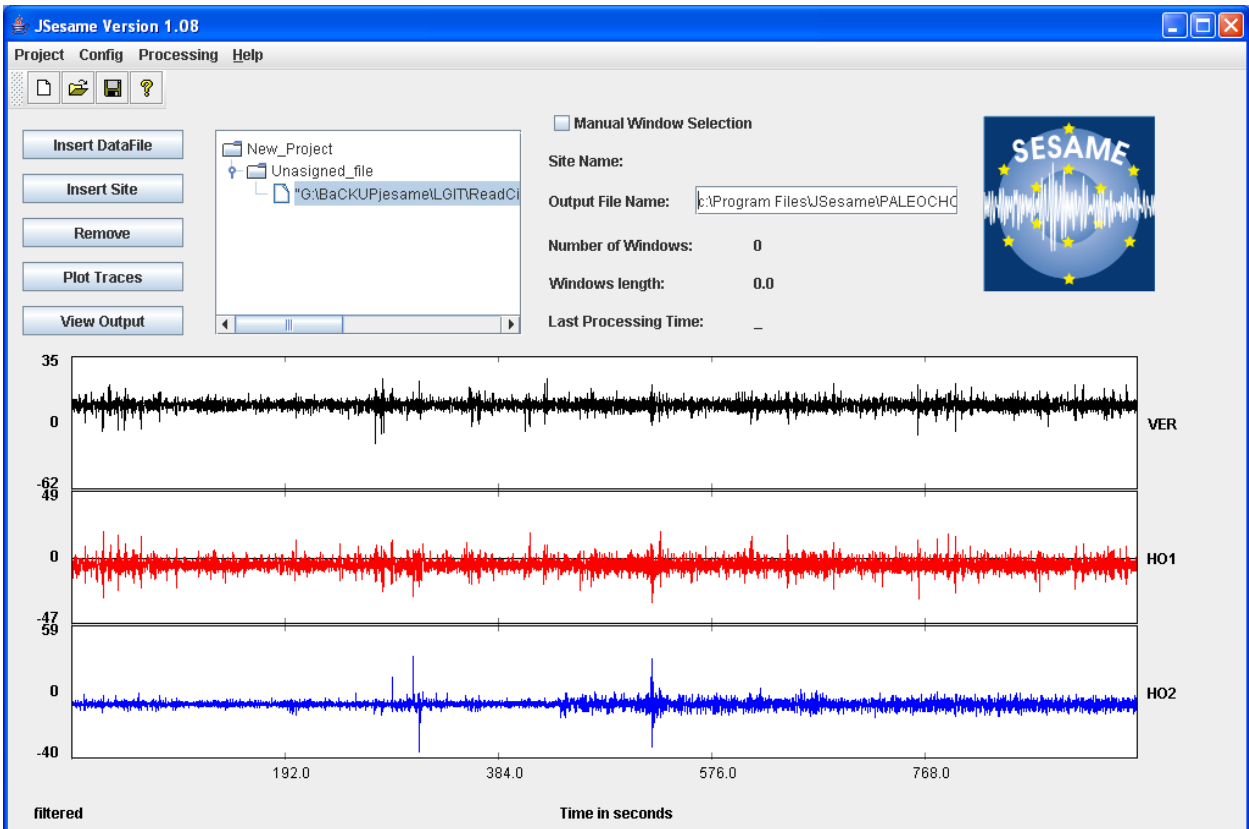 JSesame Version 1.08
Project Config Processing Help
Insert DataFile
Insert Site
Remove
Plot Traces
View Output
New_Project
Unasigned_file
"G:\BaCKUPjesame\LGIT\ReadCi
Manual Window Selection
Site Name:
Output File Name: c:\Program Files\JSesame\PALEOCHO
Number of Windows: 0
Windows length: 0.0
Last Processing Time: _
SESAME
35
0
-62
VER
49
0
-47
HO1
59
0
-40
HO2
192.0 384.0 576.0 768.0
filtered Time in seconds